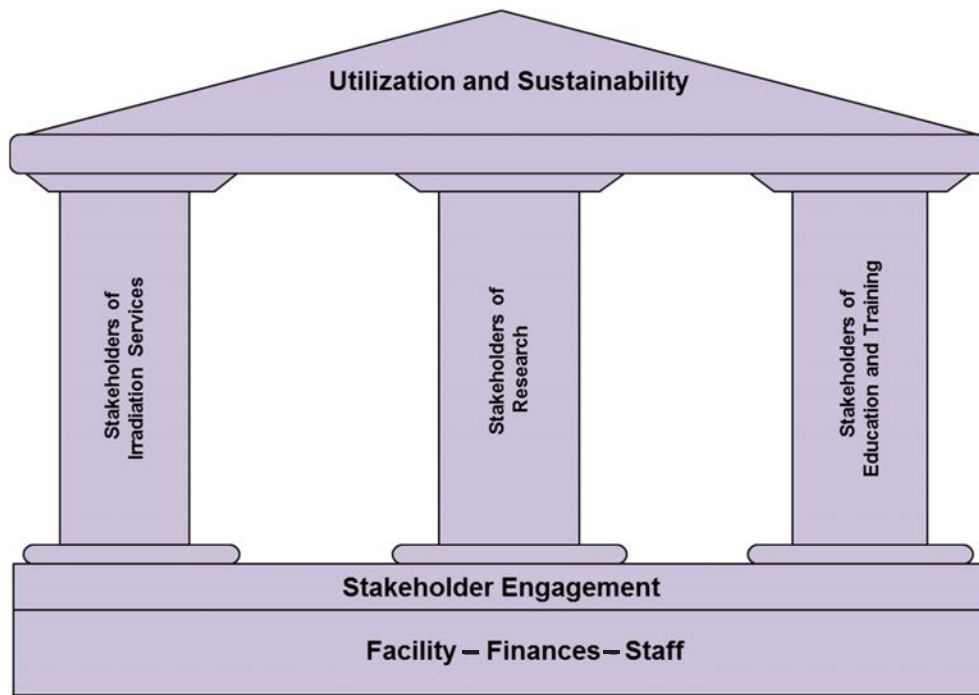 Utilization and Sustainability
Stakeholders of
Irradiation Services
Stakeholders of
Research
Stakeholders of
Education and Training
Stakeholder Engagement
Facility – Finances – Staff